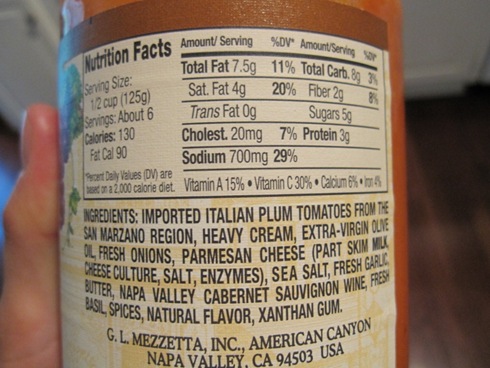 Nutrition Facts
Serving Size:
1/2 cup (125g)
Servings: About 6
Calories: 130
Fat Cal 90
*Percent Daily Values (DV) are
based on a 2,000 calorie diet.
Amount/ Serving %DV* Amount/Serving %DV*
Total Fat 7.5g 11% Total Carb. 8g 3%
Sat. Fat 4g 20% Fiber 2g 8%
Trans Fat 0g Sugars 5g
Cholest. 20mg 7% Protein 3g
Sodium 700mg 29%
Vitamin A 15% • Vitamin C 30% • Calcium 6% • Iron 4%
INGREDIENTS: IMPORTED ITALIAN PLUM TOMATOES FROM THE
SAN MARZANO REGION, HEAVY CREAM, EXTRA-VIRGIN OLIVE
OIL, FRESH ONIONS, PARMESAN CHEESE (PART SKIM MILK,
CHEESE CULTURE, SALT, ENZYMES), SEA SALT, FRESH GARLIC,
BUTTER, NAPA VALLEY CABERNET SAUVIGNON WINE, FRESH
BASIL, SPICES, NATURAL FLAVOR, XANTHAN GUM.
G. L. MEZZETTA, INC., AMERICAN CANYON
NAPA VALLEY, CA 94503 USA